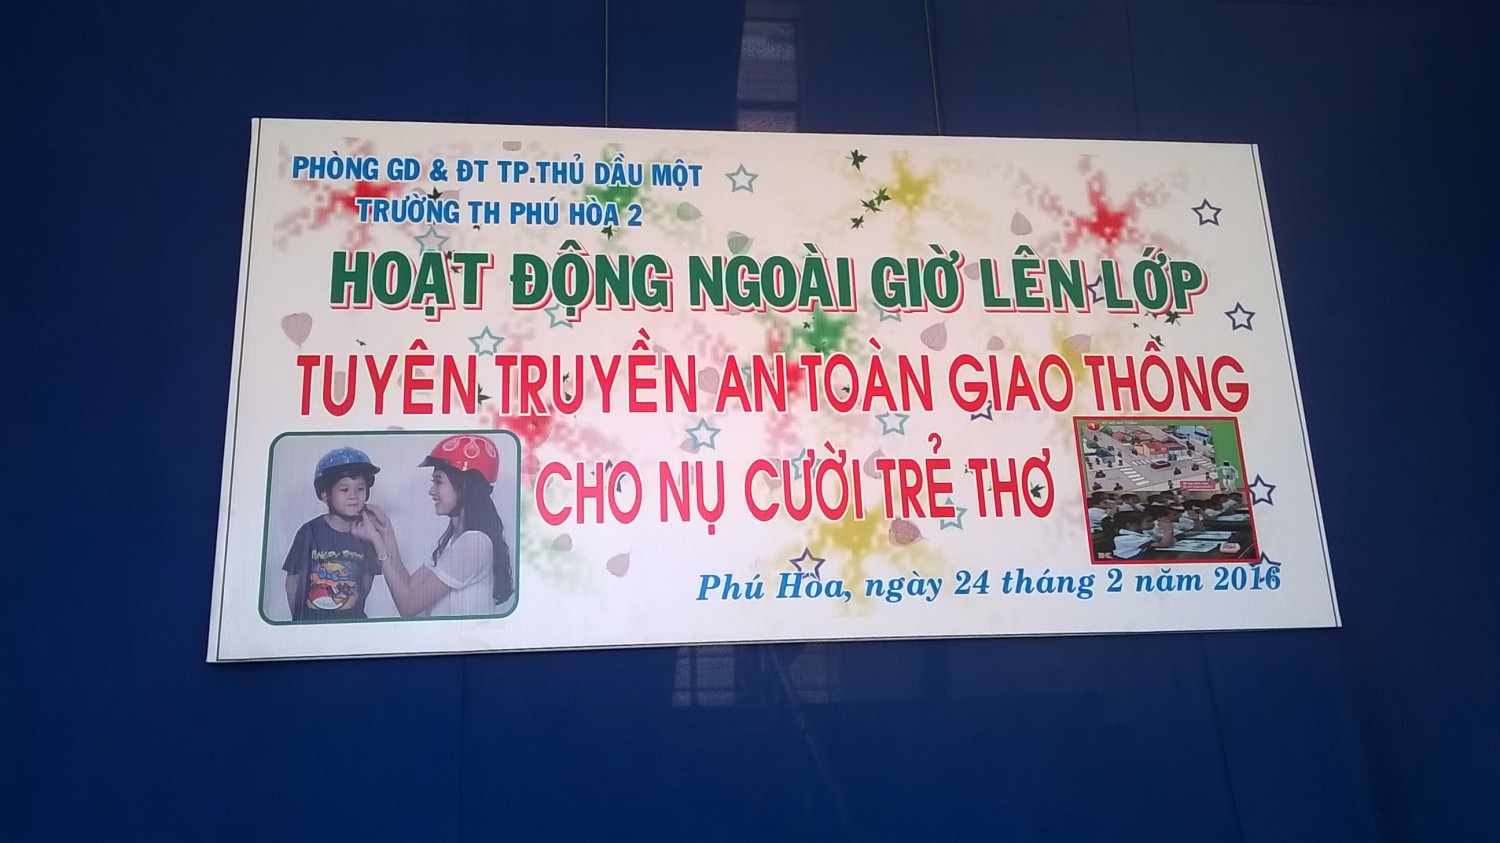 PHÒNG GD & ĐT TP.THỦ DẦU MỘT
TRƯỜNG TH PHÚ HÒA 2
HOẠT ĐỘNG NGOÀI GIỜ LÊN LỚP
TUYÊN TRUYỀN AN TOÀN GIAO THÔNG
CHO NỤ CƯỜI TRẺ THƠ
Phú Hòa, ngày 24 tháng 2 năm 2016